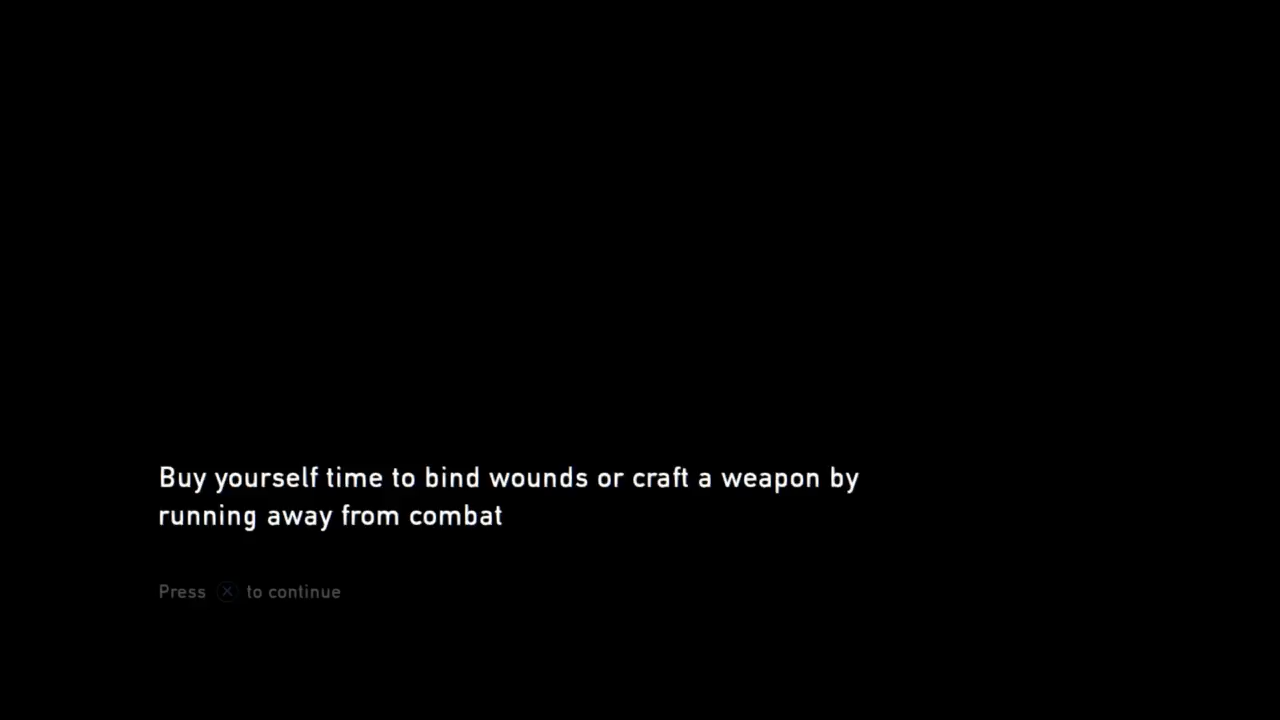 Buy yourself time to bind wounds or craft a weapon by
running away from combat
Press ⓧ to continue